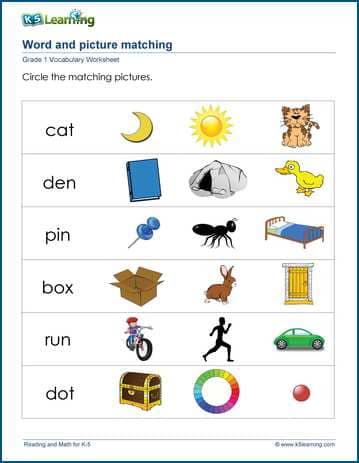 K5 Learning
Word and picture matching
Grade 1 Vocabulary Worksheet
Circle the matching pictures.
cat
den
pin
box
run
dot
Reading and Math for K-5
© www.k5learning.com